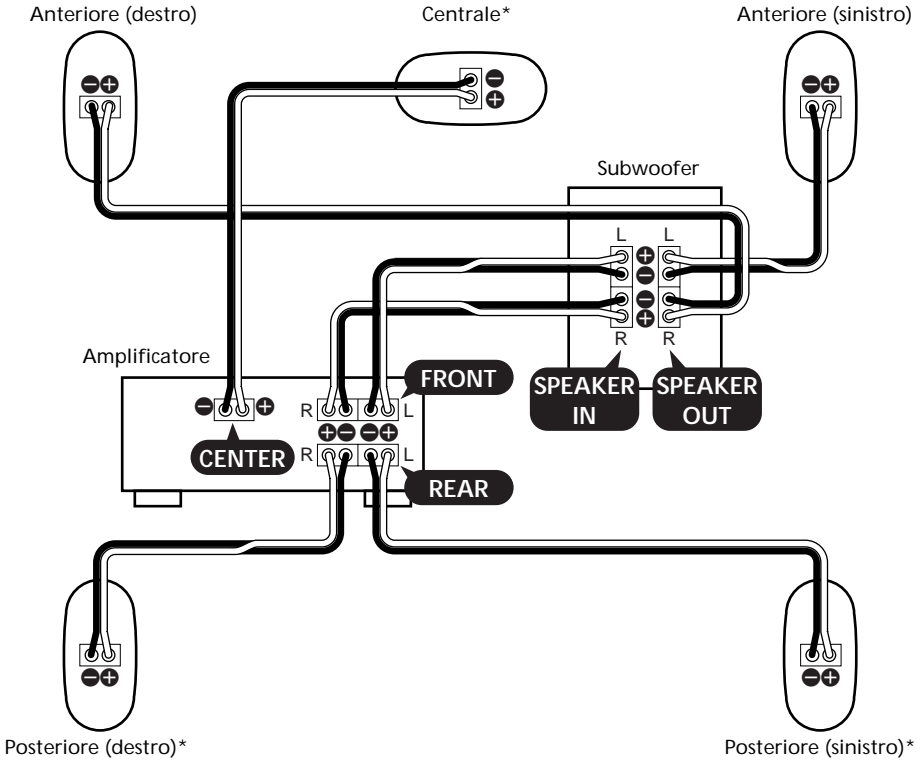 Anteriore (destro)
Centrale*
Anteriore (sinistro)
Subwoofer
L L
R R
SPEAKER IN
SPEAKER OUT
Amplificatore
FRONT
R L
CENTER
R L
REAR
Posteriore (destro)*
Posteriore (sinistro)*